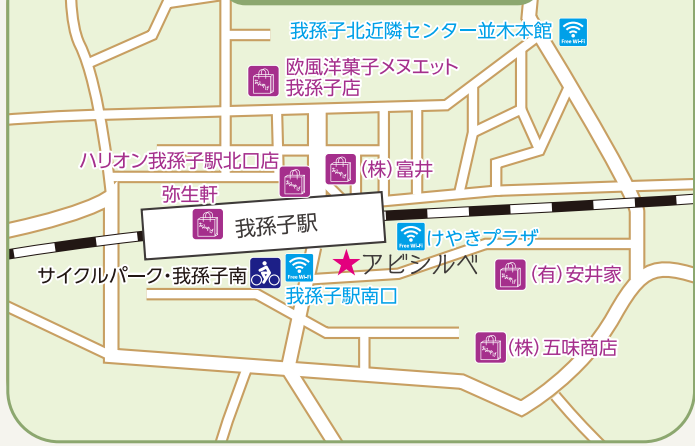 我孫子北近隣センター並木本館
Free Wi-Fi
欧風洋菓子メヌエット
我孫子店
ハリオン我孫子駅北口店
(株)富井
弥生軒
我孫子駅
Free Wi-Fi
けやきプラザ
サイクルパーク・我孫子南
Free Wi-Fi
アビシルベ
(有)安井家
我孫子駅南口
(株)五味商店